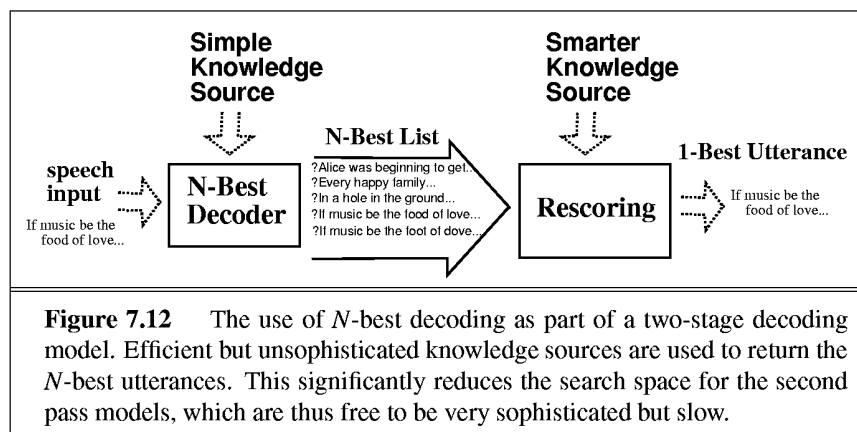 Simple
Knowledge
Source
Smarter
Knowledge
Source
speech
input
If music be the
food of love...
N-Best
Decoder
N-Best List
?Alice was beginning to get...
?Every happy family...
?In a hole in the ground...
?If music be the food of love...
?If music be the foot of dove...
Rescoring
1-Best Utterance
If music be the
food of love...
Figure 7.12 The use of N-best decoding as part of a two-stage decoding
model. Efficient but unsophisticated knowledge sources are used to return the
N-best utterances. This significantly reduces the search space for the second
pass models, which are thus free to be very sophisticated but slow.